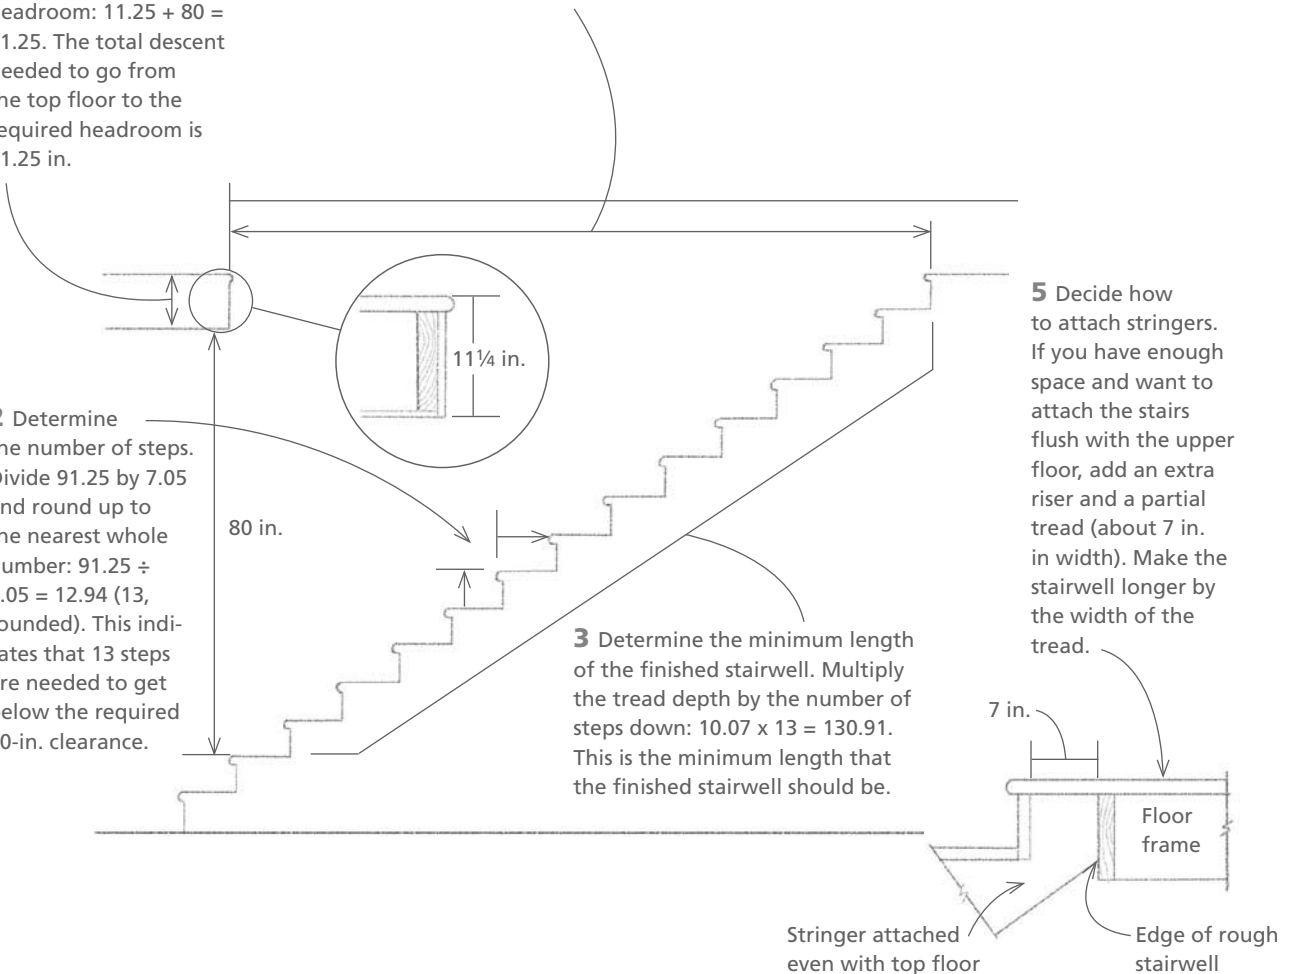 eadroom: 11.25 + 80 =
1.25. The total descent
eeded to go from
he top floor to the
equired headroom is
1.25 in.
11¼ in.
Determine
he number of steps.
ivide 91.25 by 7.05
nd round up to
he nearest whole
umber: 91.25 ÷
.05 = 12.94 (13,
ounded). This indi-
ates that 13 steps
re needed to get
elow the required
0-in. clearance.
80 in.
3 Determine the minimum length
of the finished stairwell. Multiply
the tread depth by the number of
steps down: 10.07 x 13 = 130.91.
This is the minimum length that
the finished stairwell should be.
5 Decide how
to attach stringers.
If you have enough
space and want to
attach the stairs
flush with the upper
floor, add an extra
riser and a partial
tread (about 7 in.
in width). Make the
stairwell longer by
the width of the
tread.
7 in.
Floor
frame
Stringer attached
even with top floor
Edge of rough
stairwell